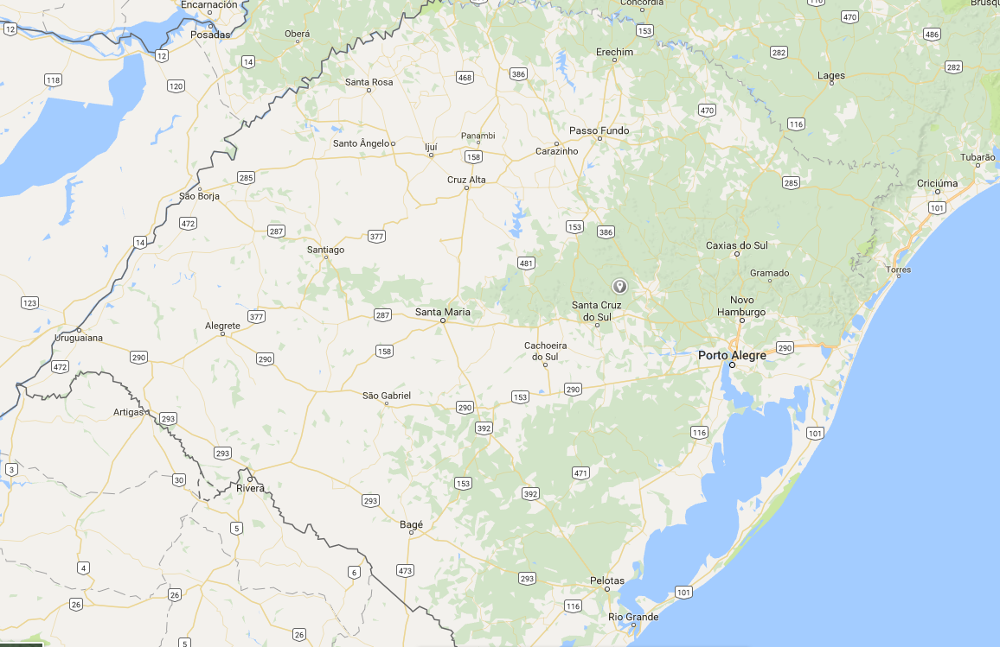 Encarnación
Concórdia
116
Brusq
12
470
Posadas
Oberá
153
486
12
Erechim
282
14
282
118
120
468
386
Lages
Santa Rosa
470
116
Passo Fundo
Santo Ângelo
Ijuí
Panambi
Carazinho
158
Tubarão
285
Cruz Alta
285
Criciúma
São Borja
101
472
287
377
153
386
14
Santiago
Caxias do Sul
481
Gramado
Torres
123
Santa Cruz
do Sul
Novo
Hamburgo
377
287
Santa Maria
Alegrete
Uruguaiana
290
290
158
Cachoeira
do Sul
290
Porto Alegre
472
290
153
São Gabriel
290
Artigas
293
392
116
101
293
3
30
153
471
392
293
Rivera
5
Bagé
4
6
473
293
Pelotas
26
26
116
101
Rio Grande
26
5